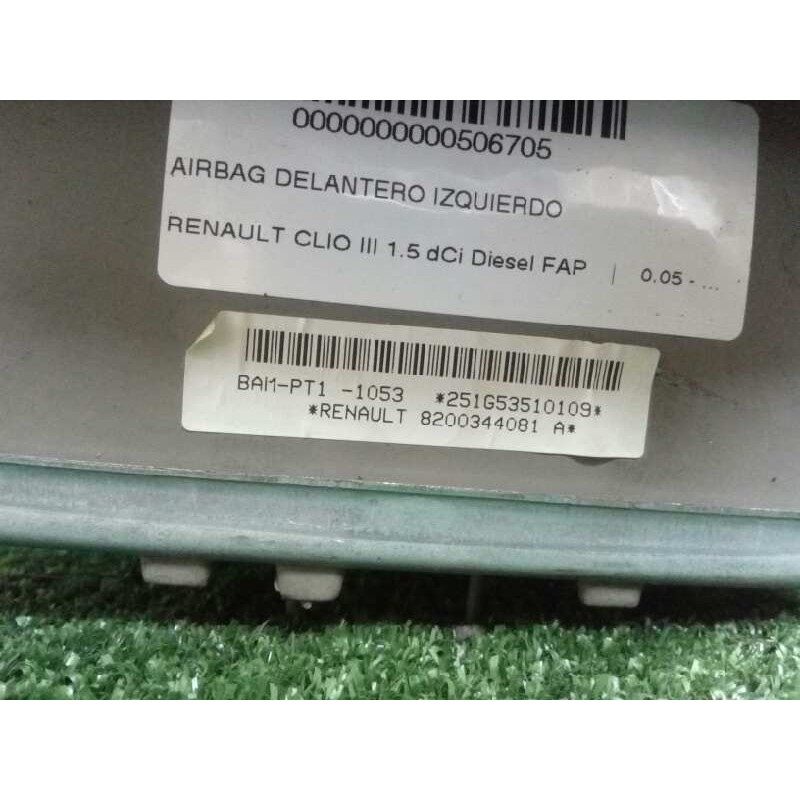 0000000000506705
AIRBAG DELANTERO IZQUIERDO
RENAULT CLIO III 1.5 dCi Diesel FAP | 0.05 - ...
BAM-PT1 -1053 *251G53510109*
*RENAULT 8200344081 A*